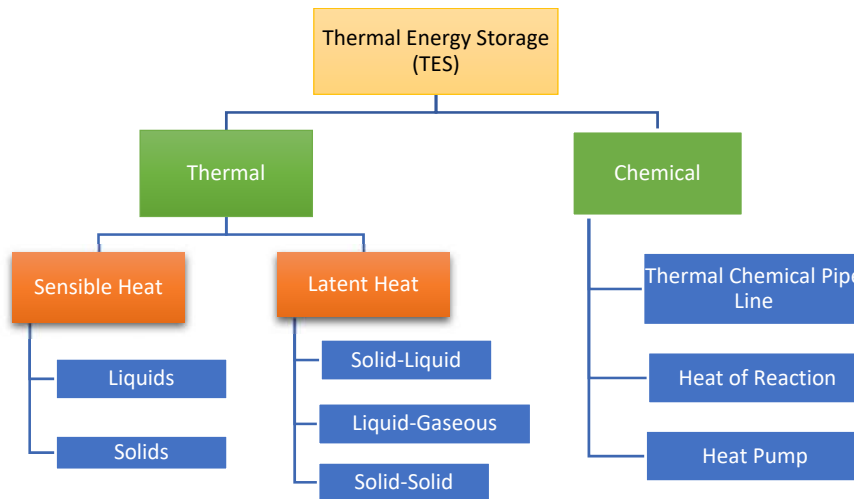 Thermal Energy Storage
(TES)
Thermal
Chemical
Sensible Heat
Latent Heat
Thermal Chemical Pipe
Line
Solid-Liquid
Liquids
Heat of Reaction
Liquid-Gaseous
Solids
Heat Pump
Solid-Solid